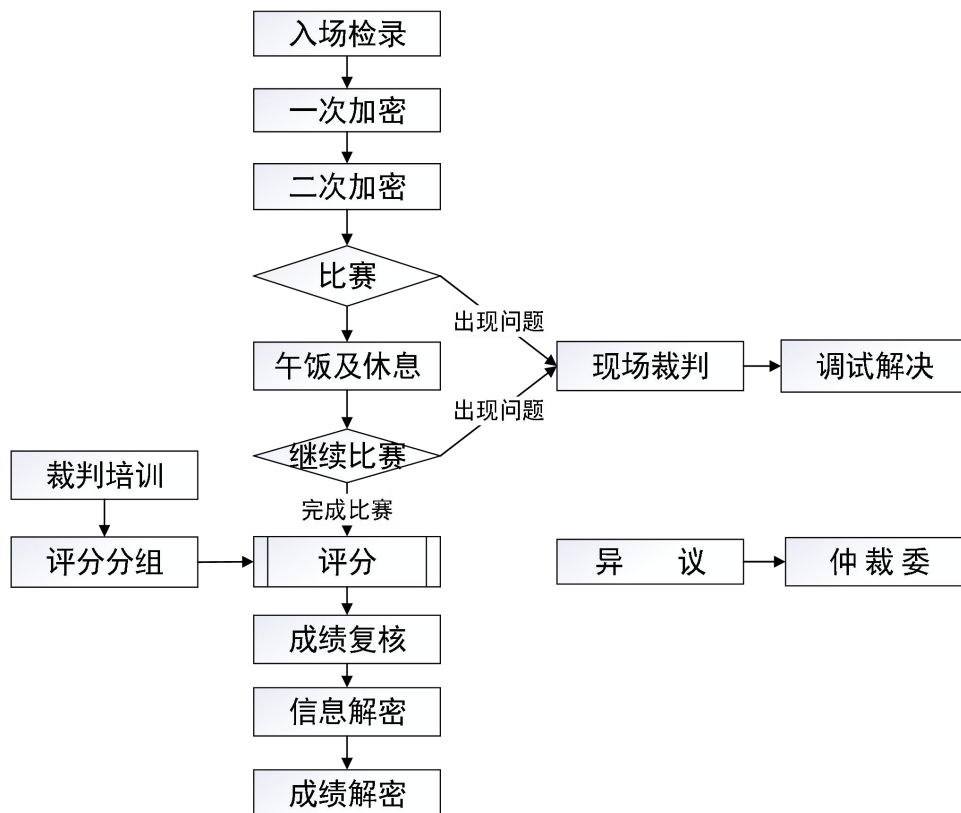 入场检录
一次加密
二次加密
比赛
出现问题
午饭及休息
现场裁判
调试解决
出现问题
继续比赛
裁判培训
完成比赛
评分分组
评分
异 议
仲 裁 委
成绩复核
信息解密
成绩解密